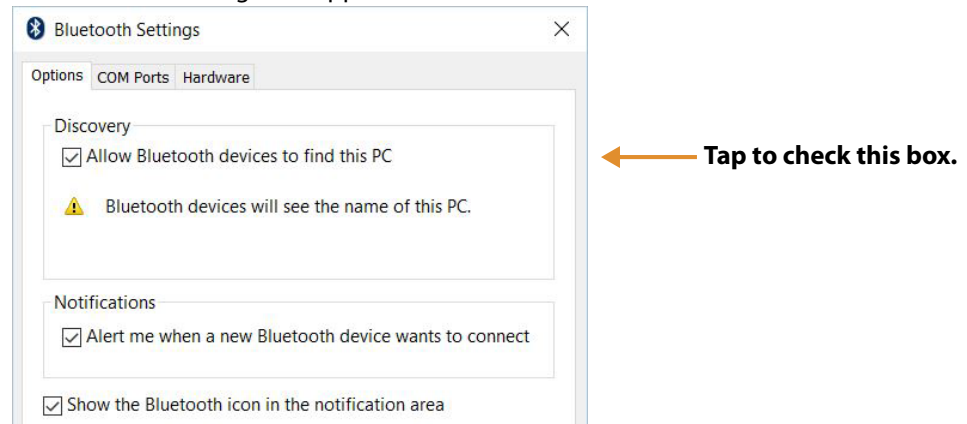 Bluetooth Settings
Options COM Ports Hardware
Discovery
Allow Bluetooth devices to find this PC
Tap to check this box.
Bluetooth devices will see the name of this PC.
Notifications
Alert me when a new Bluetooth device wants to connect
Show the Bluetooth icon in the notification area